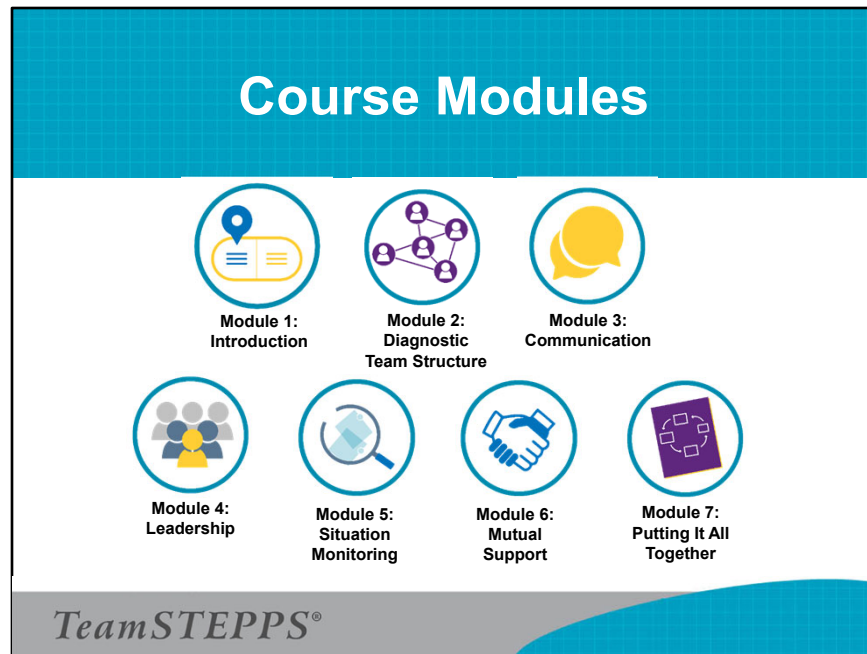 Course Modules
Module 1:
Introduction
Module 2:
Diagnostic
Team Structure
Module 3:
Communication
Module 4:
Leadership
Module 5:
Situation
Monitoring
Module 6:
Mutual
Support
Module 7:
Putting It All
Together
TeamSTEPPS®